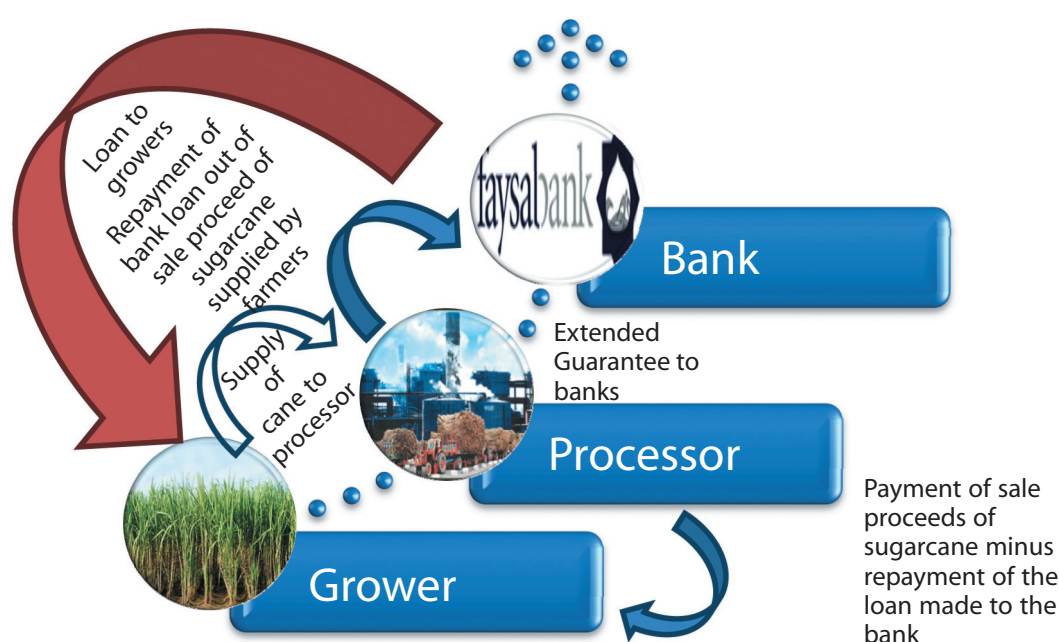 Loan to
growers
Repayment of
bank loan out of
sale proceed of
sugarcane
supplied by
farmers
faysabank
Bank
Supply
of
cane to
processor
Extended
Guarantee to
banks
Processor
Payment of sale
proceeds of
sugarcane minus
repayment of the
loan made to the
bank
Grower